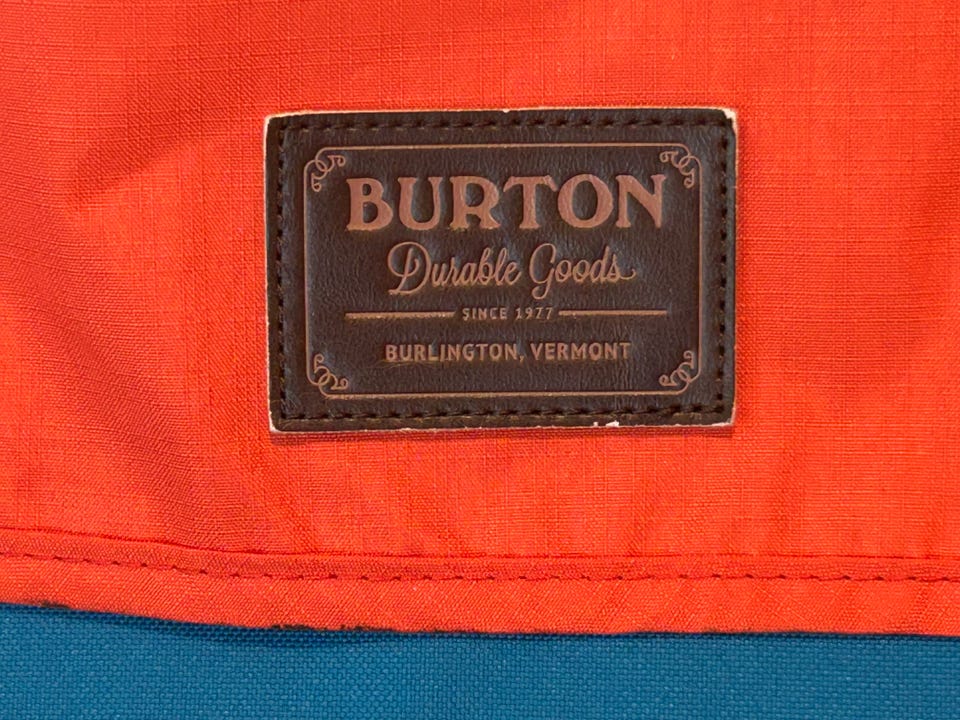 BURTON
Durable Goods
SINCE 1977
BURLINGTON, VERMONT